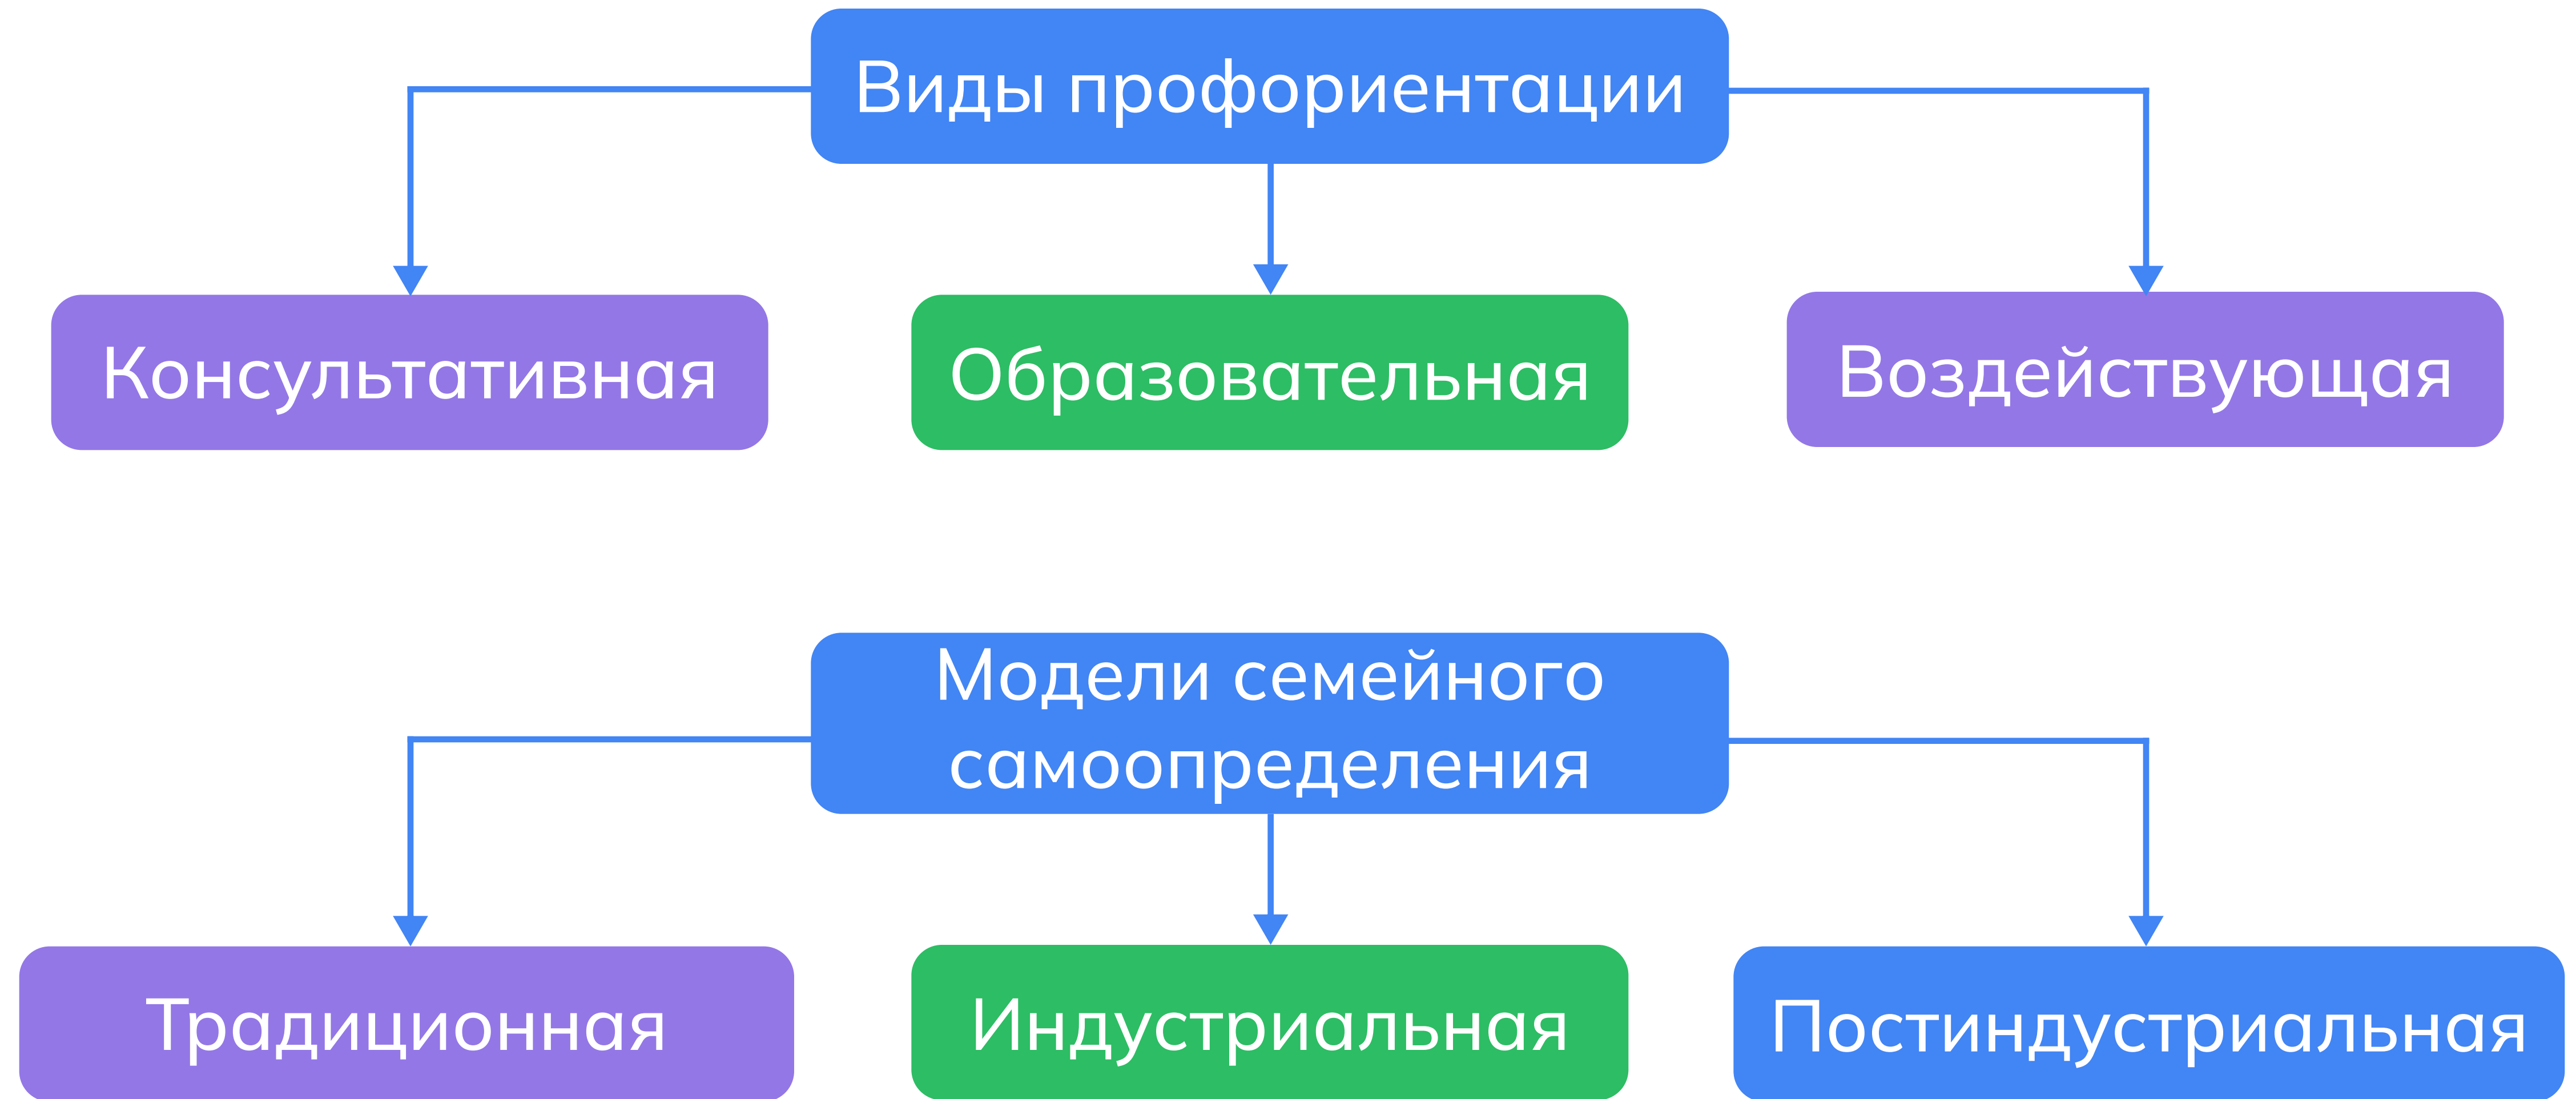 Виды профориентации
Консультативная
Образовательная
Воздействующая
Модели семейного
самоопределения
Традиционная
Индустриальная
Постиндустриальная